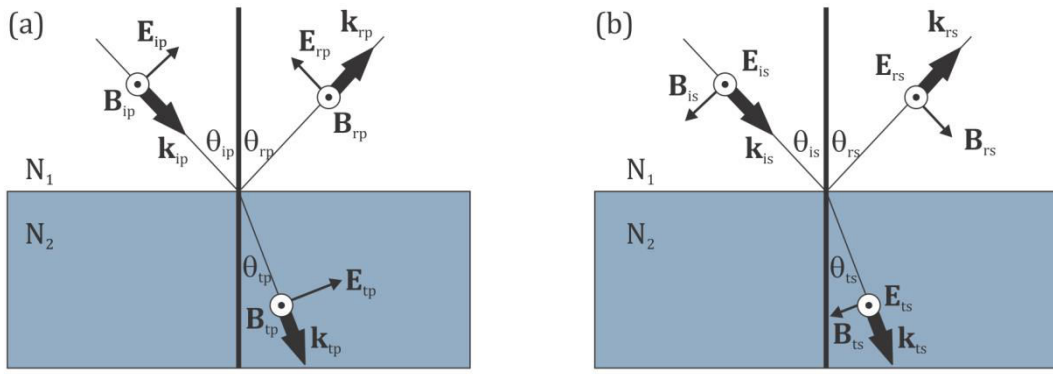 (a)
E_ip
B_ip
k_ip
θ_ip
θ_rp
E_rp
k_rp
B_rp
N_1
N_2
θ_tp
E_tp
B_tp
k_tp
(b)
E_is
B_is
k_is
θ_is
θ_rs
E_rs
k_rs
B_rs
N_1
N_2
θ_ts
E_ts
B_ts
k_ts